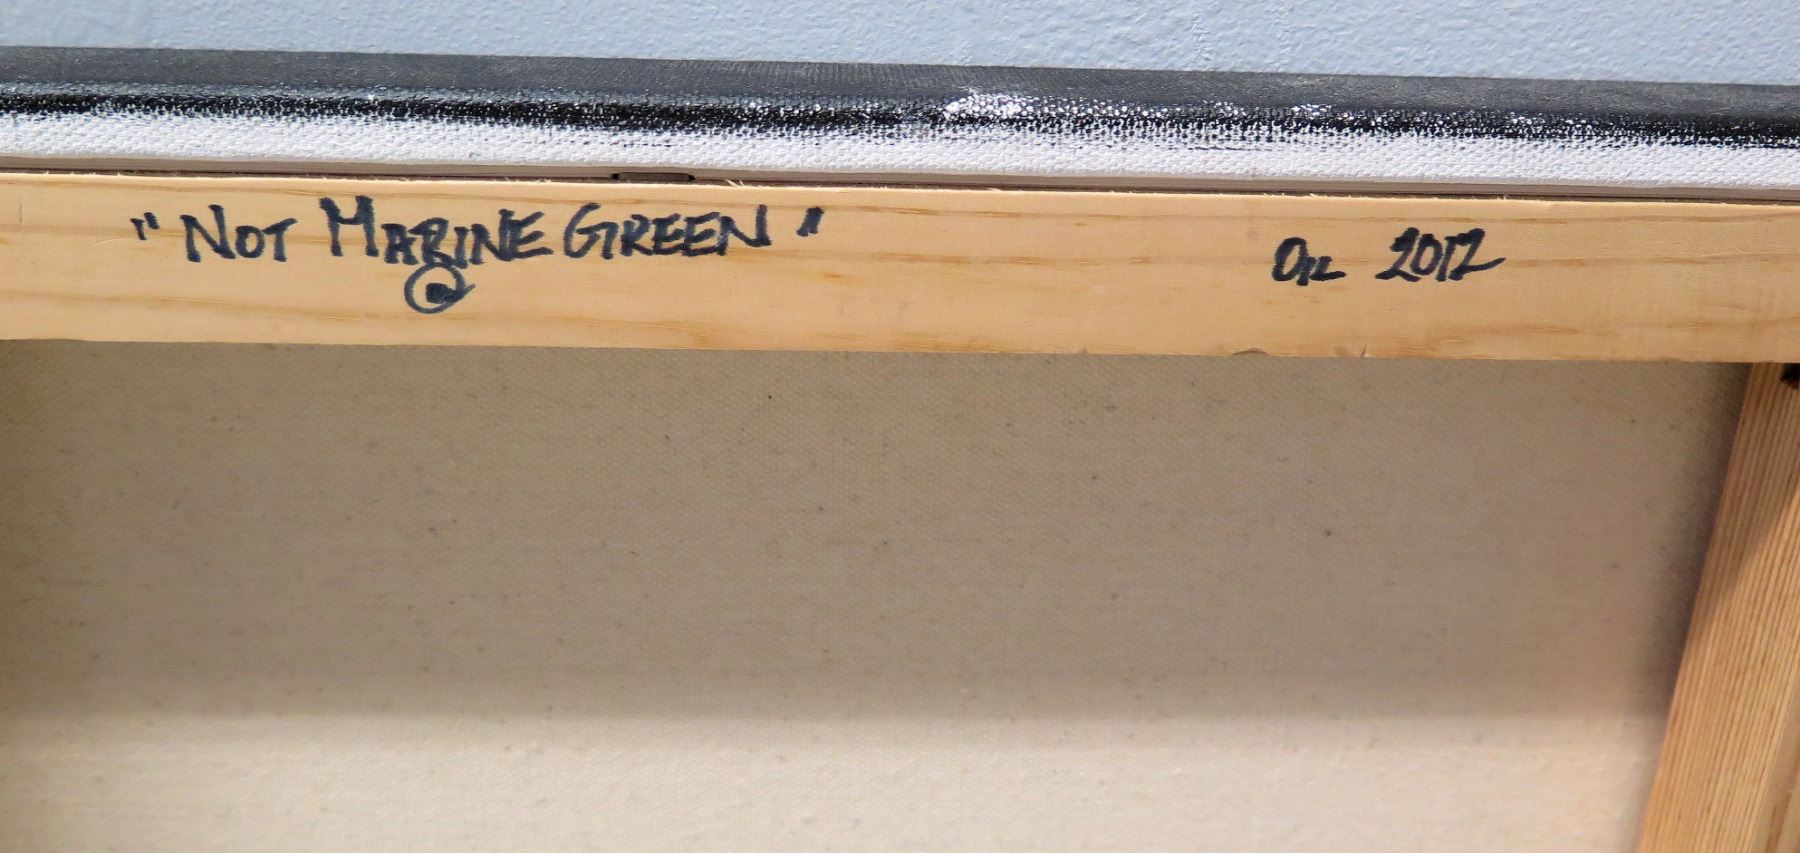 "NOT MARINE GREEN" OIL 2012
©